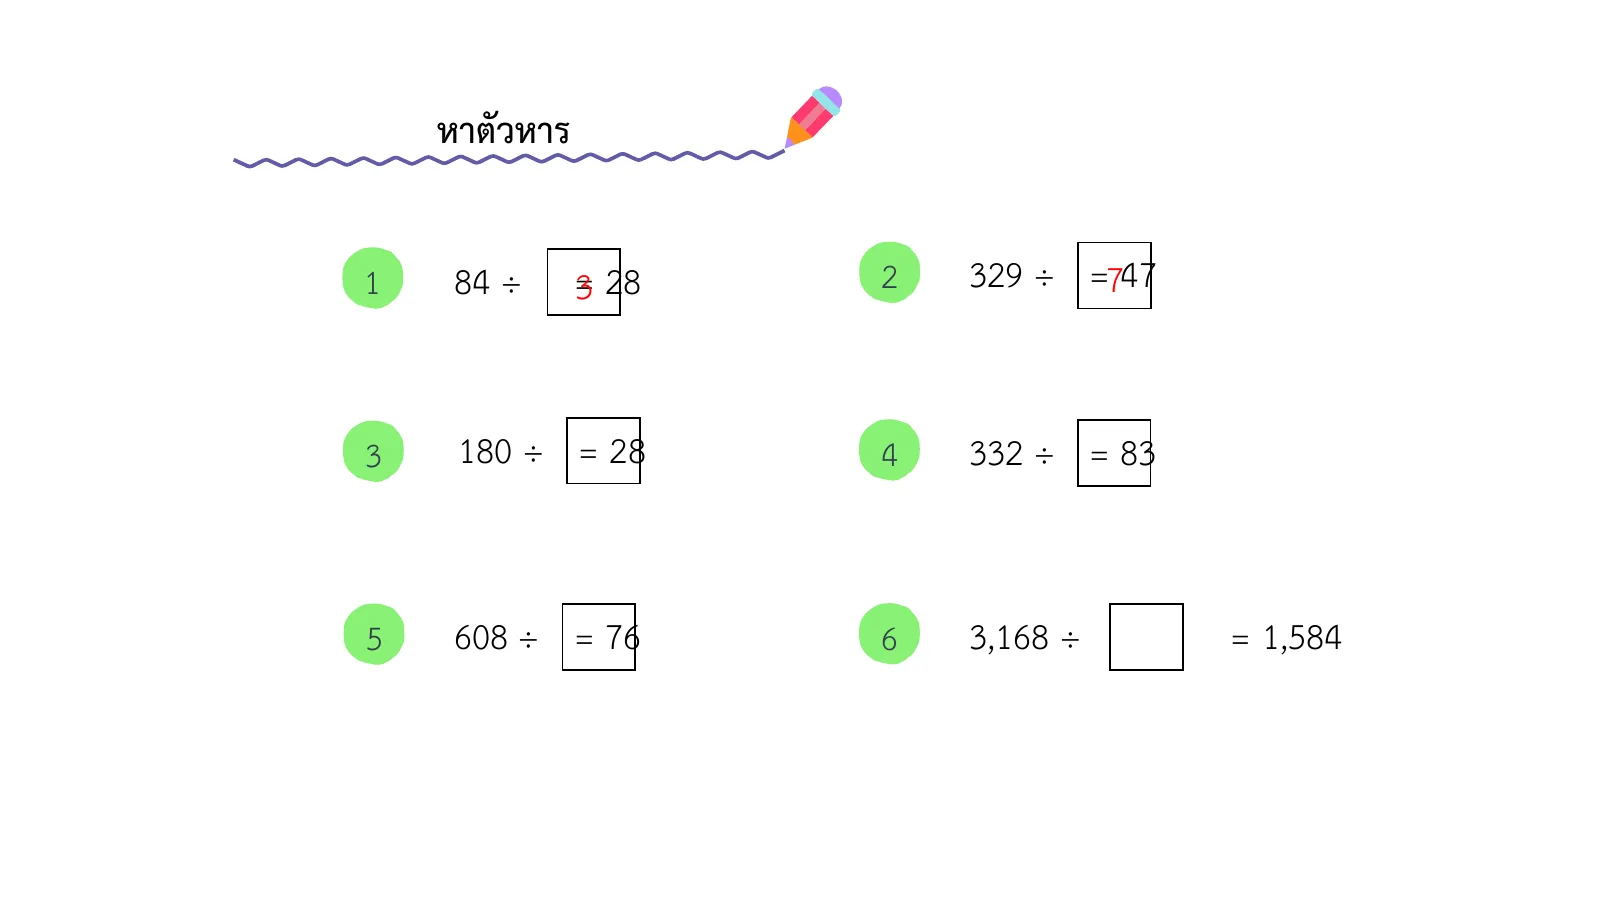 หาตัวหาร
1 84 ÷ 3 = 28
2 329 ÷ 7 = 47
3 180 ÷ = 28
4 332 ÷ = 83
5 608 ÷ = 76
6 3,168 ÷ = 1,584